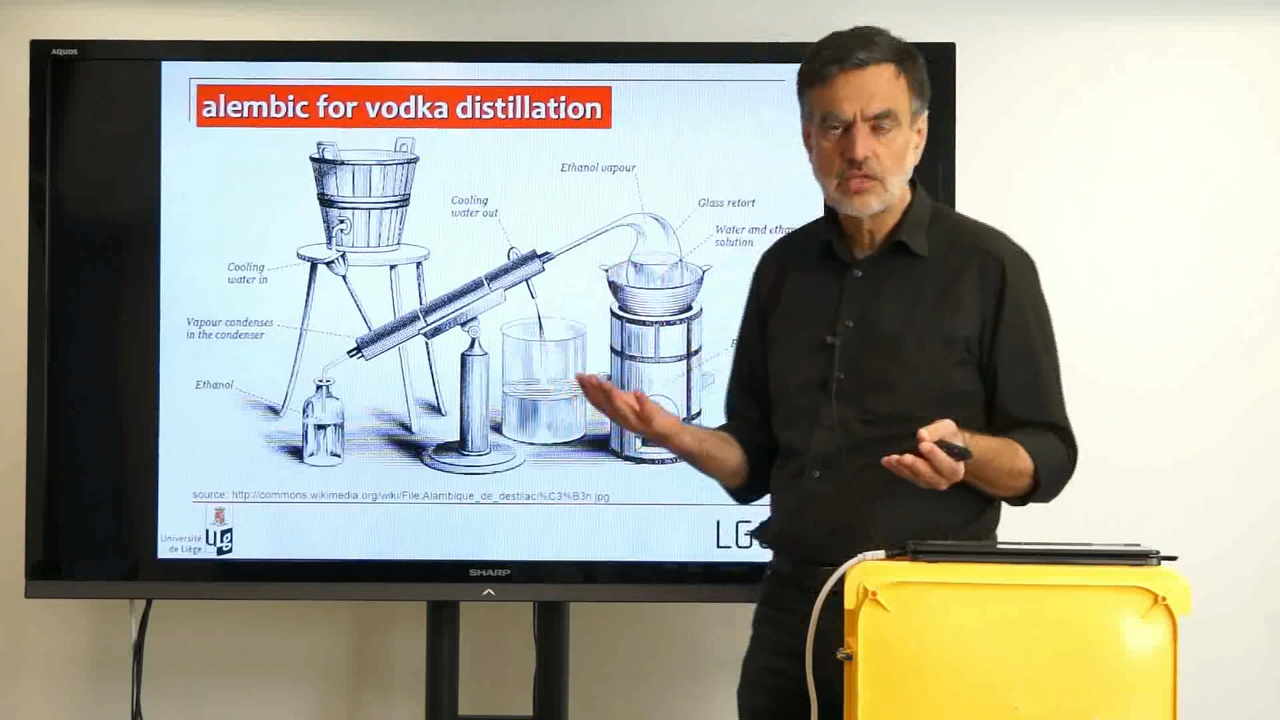 AQUOS
alembic for vodka distillation
Ethanol vapour
Cooling
water out
Glass retort
Water and
solution
Cooling
water in
Vapour condenses
in the condenser
Ethanol
source: http://commons.wikimedia.org/wiki/File:Alambique_de_destilaci%C3%B3n.jpg
Université
de Liège
ULg
SHARP